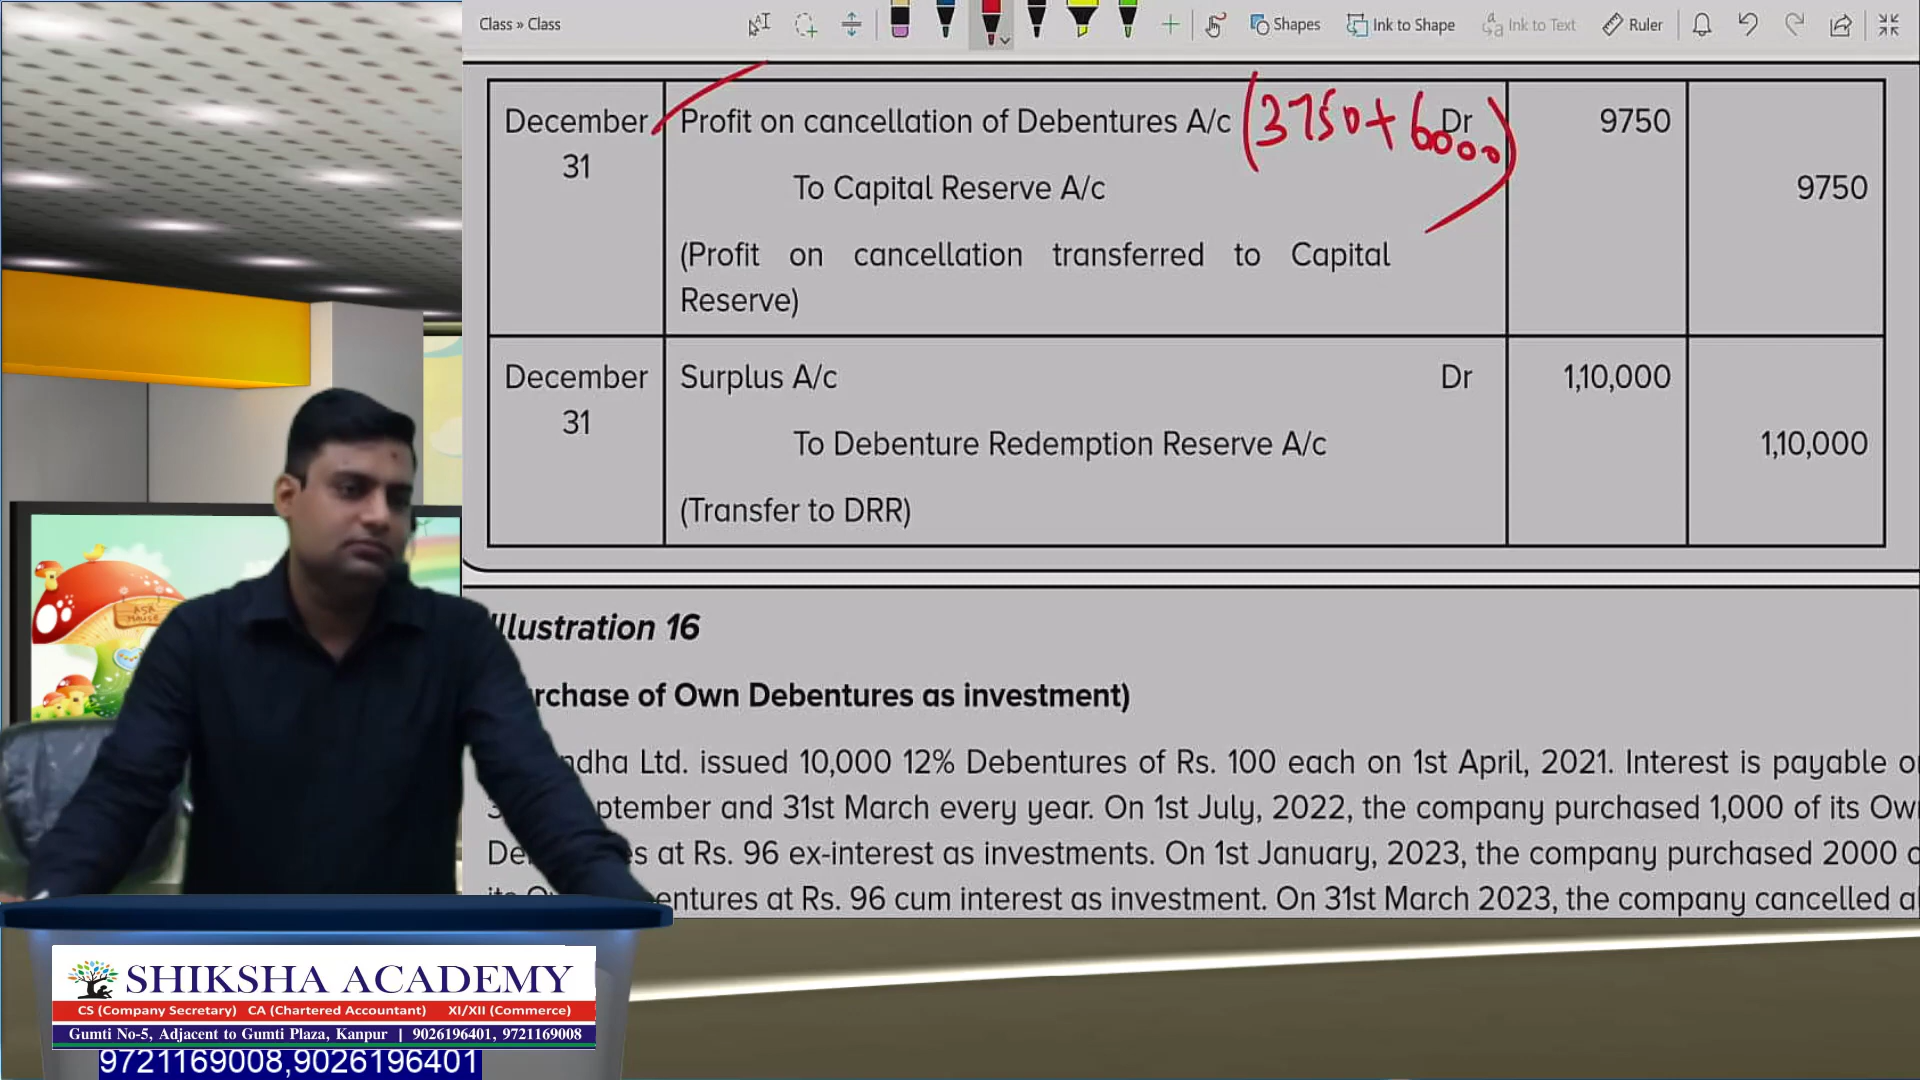 Class » Class
Shapes
Ink to Shape
Ink to Text
Ruler
December 31
Profit on cancellation of Debentures A/c (3750+6000) Dr 9750
To Capital Reserve A/c 9750
(Profit on cancellation transferred to Capital
Reserve)
December 31
Surplus A/c Dr 1,10,000
To Debenture Redemption Reserve A/c 1,10,000
(Transfer to DRR)
Illustration 16
rchase of Own Debentures as investment)
ndha Ltd. issued 10,000 12% Debentures of Rs. 100 each on 1st April, 2021. Interest is payable
ptember and 31st March every year. On 1st July, 2022, the company purchased 1,000 of its
at Rs. 96 ex-interest as investments. On 1st January, 2023, the company purchased 2000
entures at Rs. 96 cum interest as investment. On 31st March 2023, the company cancelled
SHIKSHA ACADEMY
CS (Company Secretary) CA (Chartered Accountant) XI/XII (Commerce)
Gumti No-5, Adjacent to Gumti Plaza, Kanpur | 9026196401, 9721169008
9721169008,9026196401